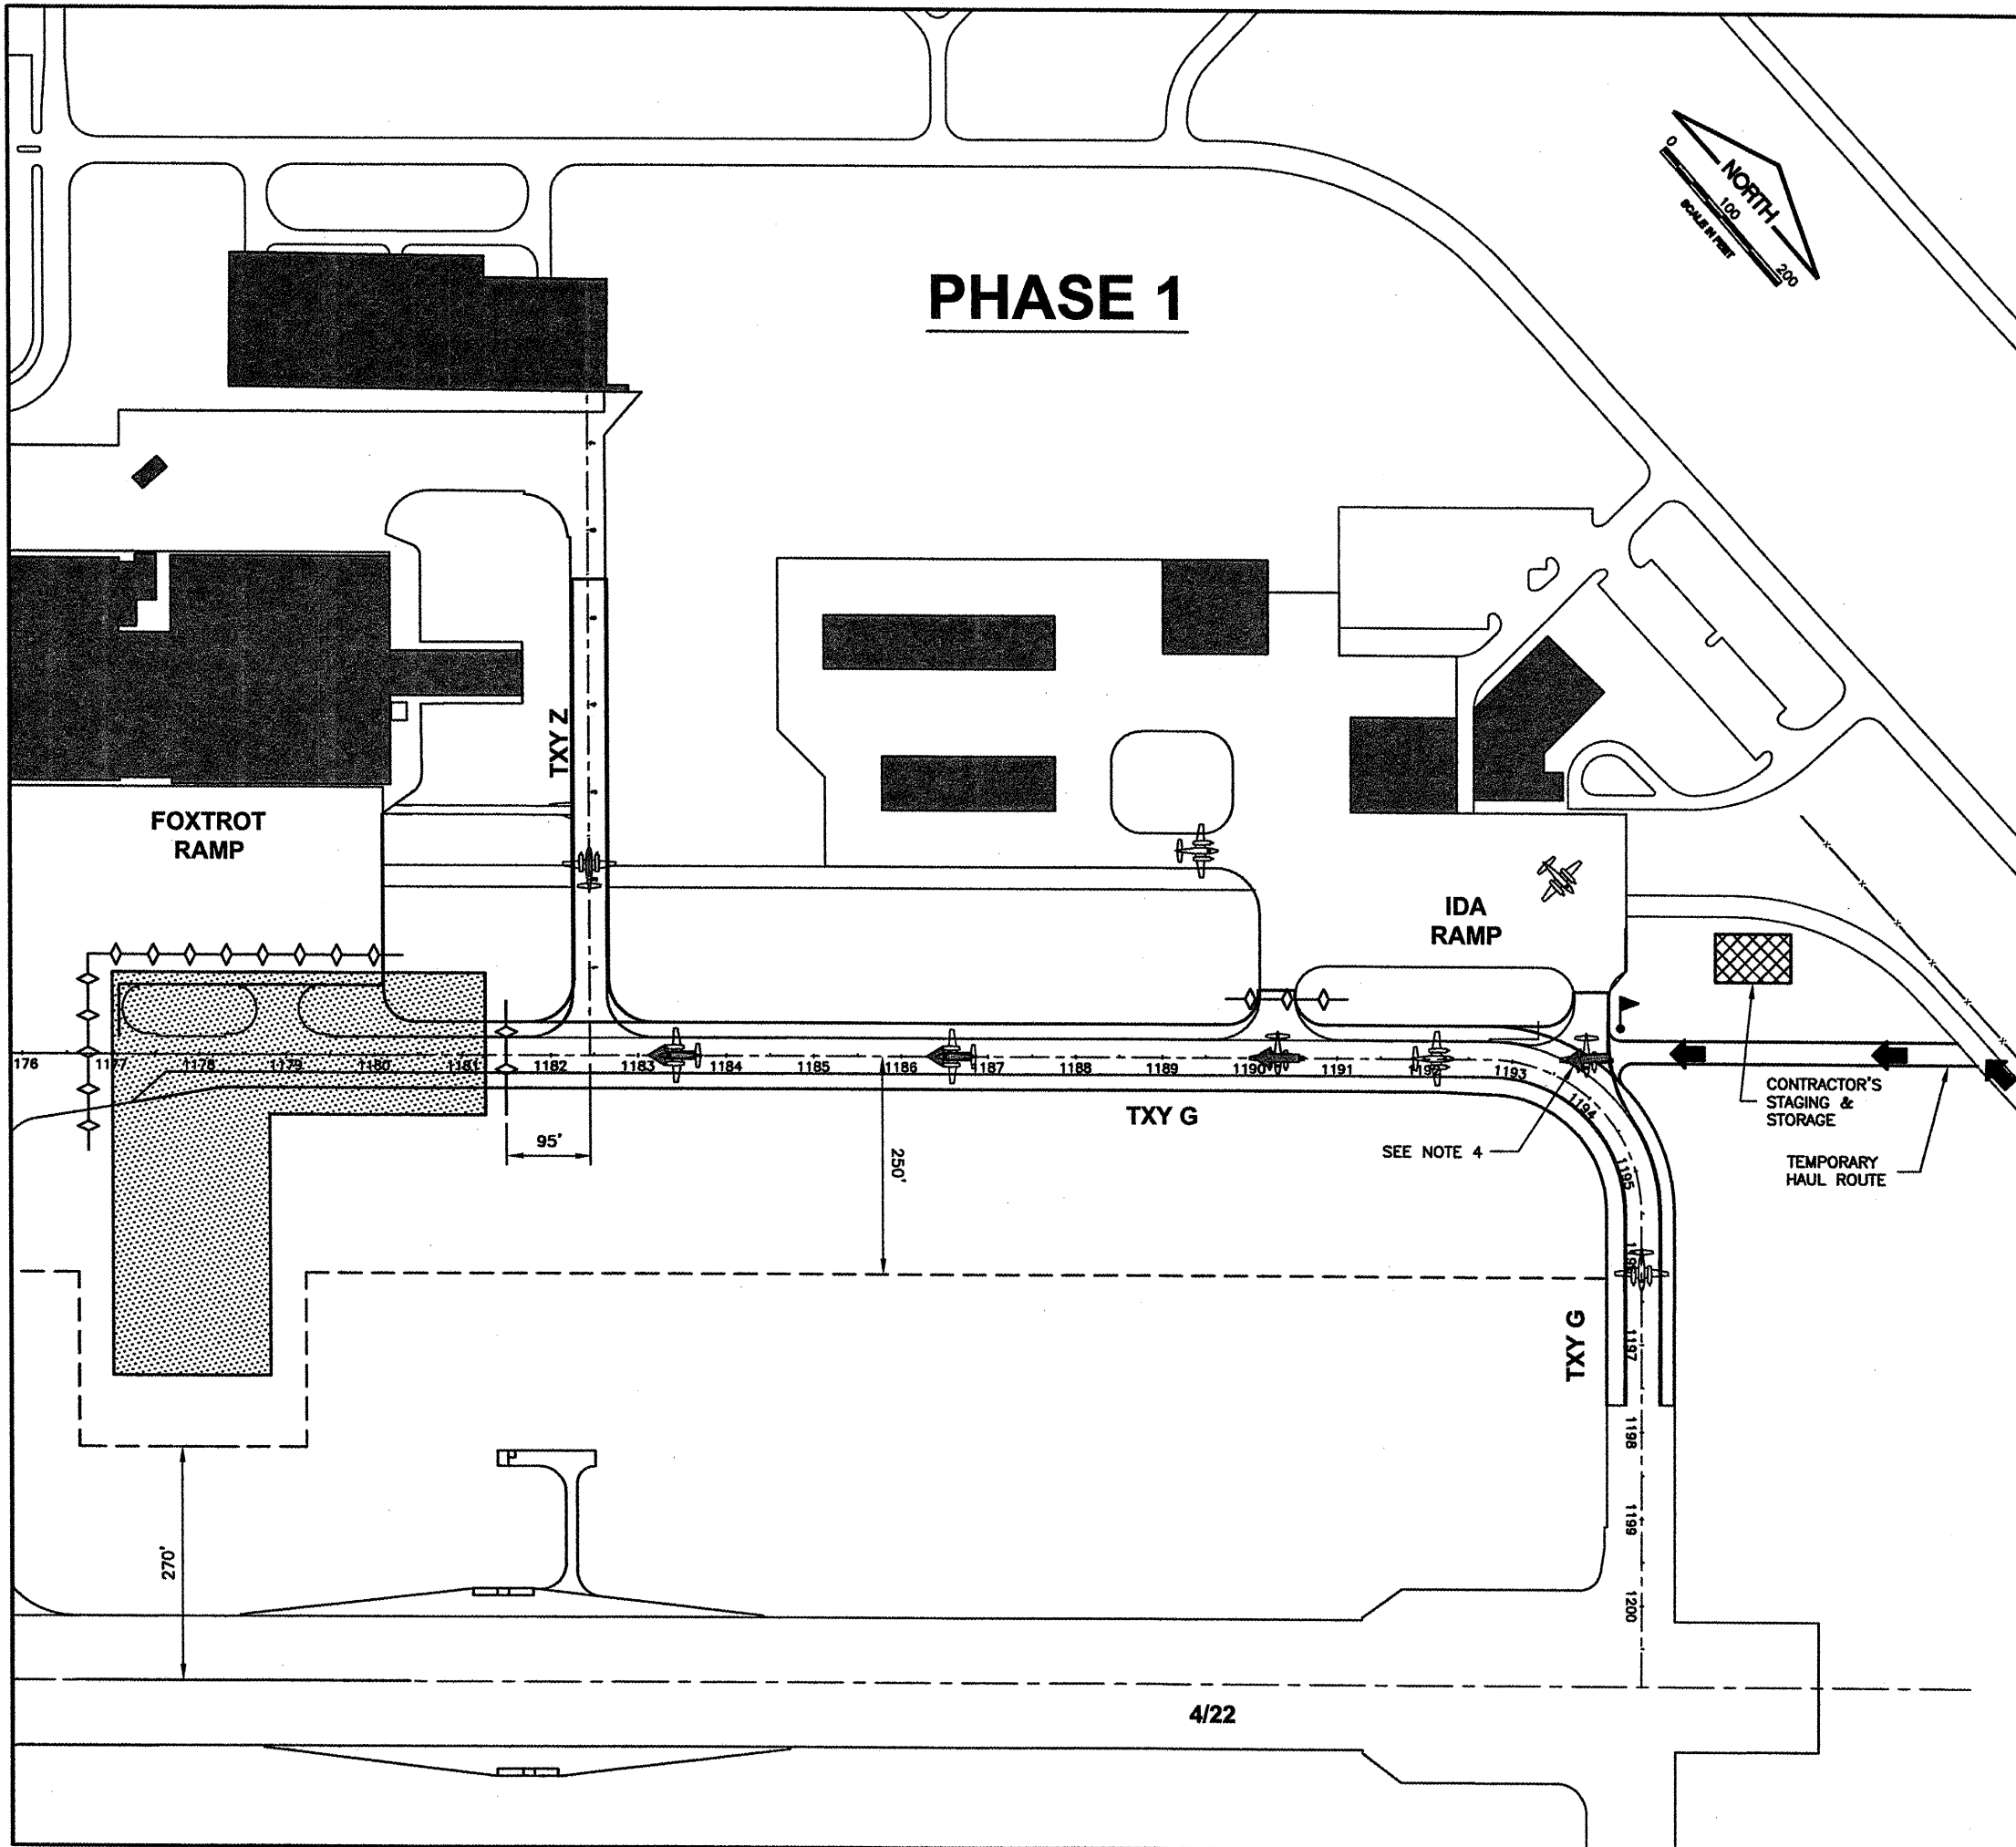 PHASE 1
0
NORTH
100
SCALE IN FEET
200
TXY Z
FOXTROT
RAMP
IDA
RAMP
1176
1177
1178
1179
1180
1181
1182
1183
1184
1185
1186
1187
1188
1189
1190
1191
1192
1193
1194
1195
1196
1197
1198
1199
1200
TXY G
95'
250'
SEE NOTE 4
CONTRACTOR'S
STAGING &
STORAGE
TEMPORARY
HAUL ROUTE
TXY G
270'
4/22